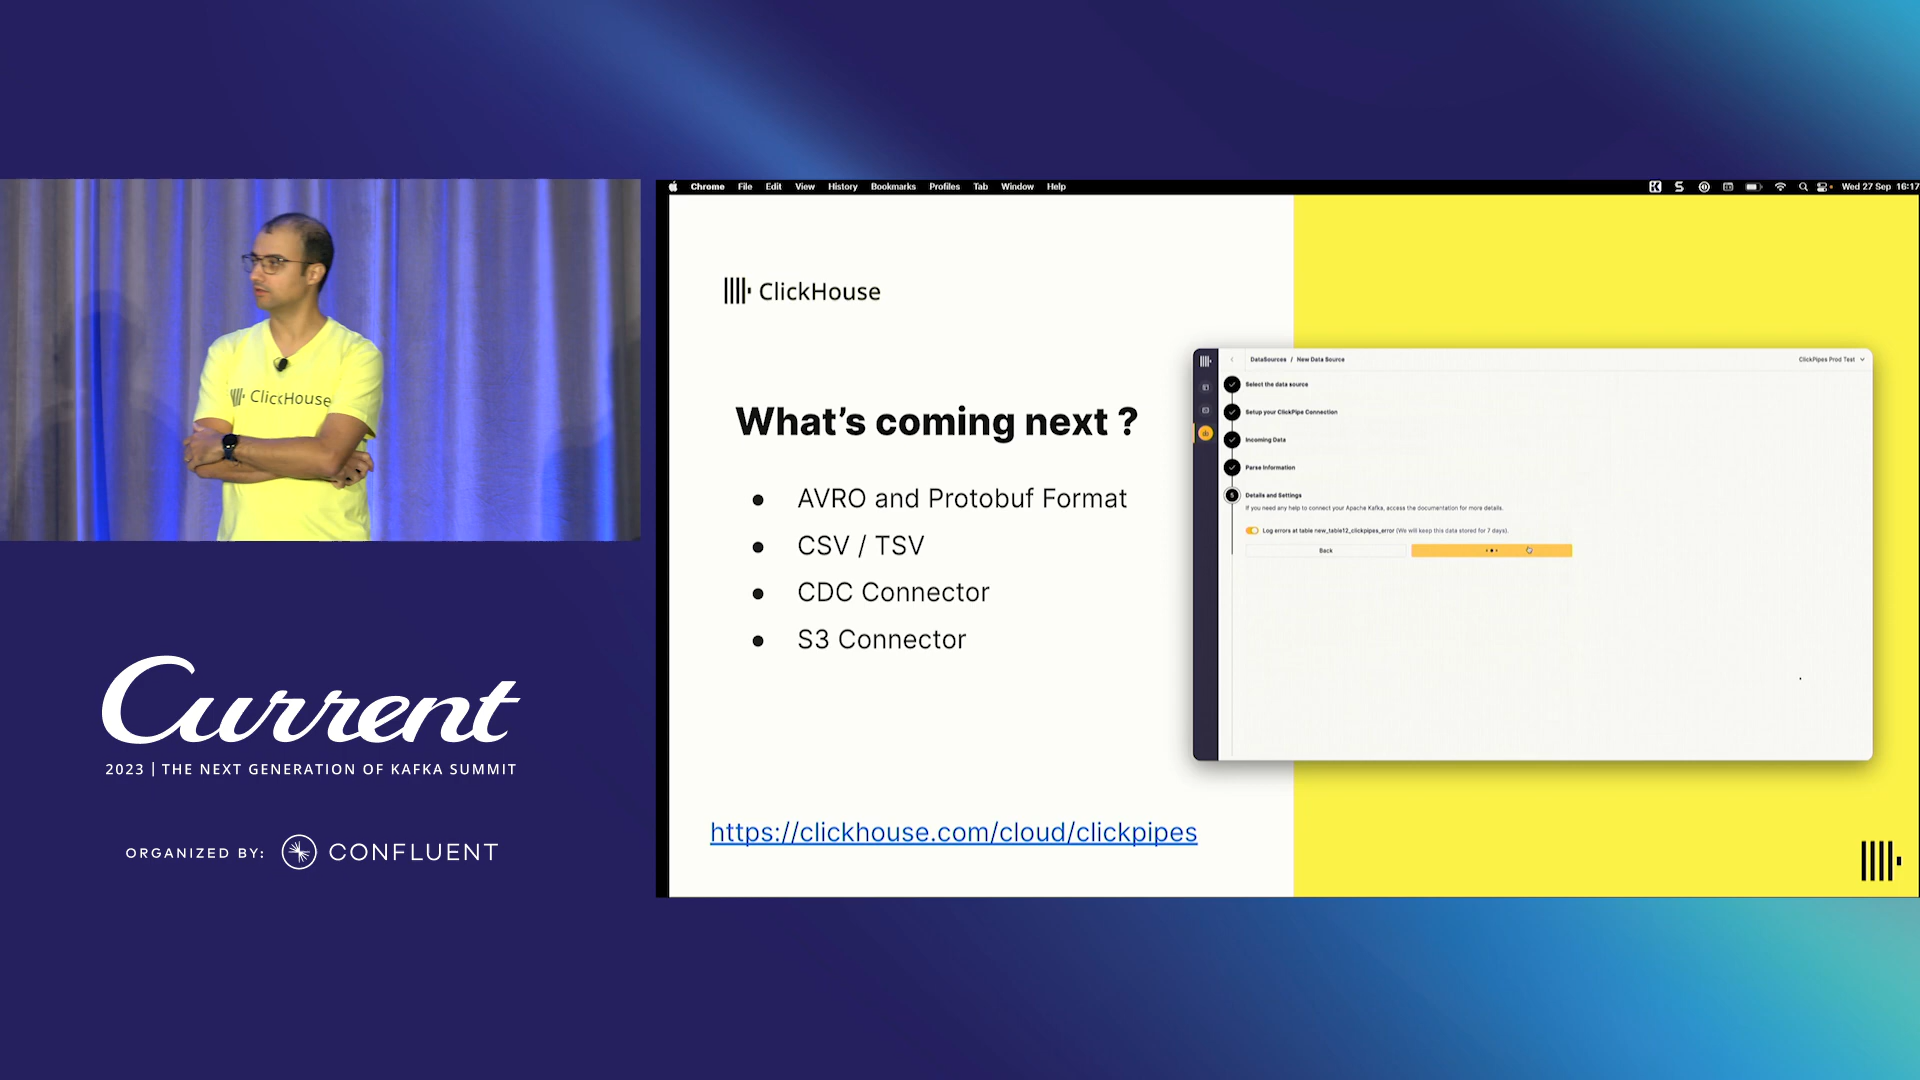 Chrome File Edit View History Bookmarks Profiles Tab Window Help
Wed 27 Sep 16:17
ClickHouse
ClickHouse
What's coming next ?
● AVRO and Protobuf Format
● CSV / TSV
● CDC Connector
● S3 Connector
https://clickhouse.com/cloud/clickpipes
DataSources / New Data Source
ClickPipes Prod Test
Select the data source
Setup your ClickPipe Connection
Incoming Data
Parse Information
5 Details and Settings
If you need any help to connect your Apache Kafka, access the documentation for more details.
Log errors at table new_table12_clickpipes_error (We will keep this data stored for 7 days).
Back
Current
2023 | THE NEXT GENERATION OF KAFKA SUMMIT
ORGANIZED BY: CONFLUENT